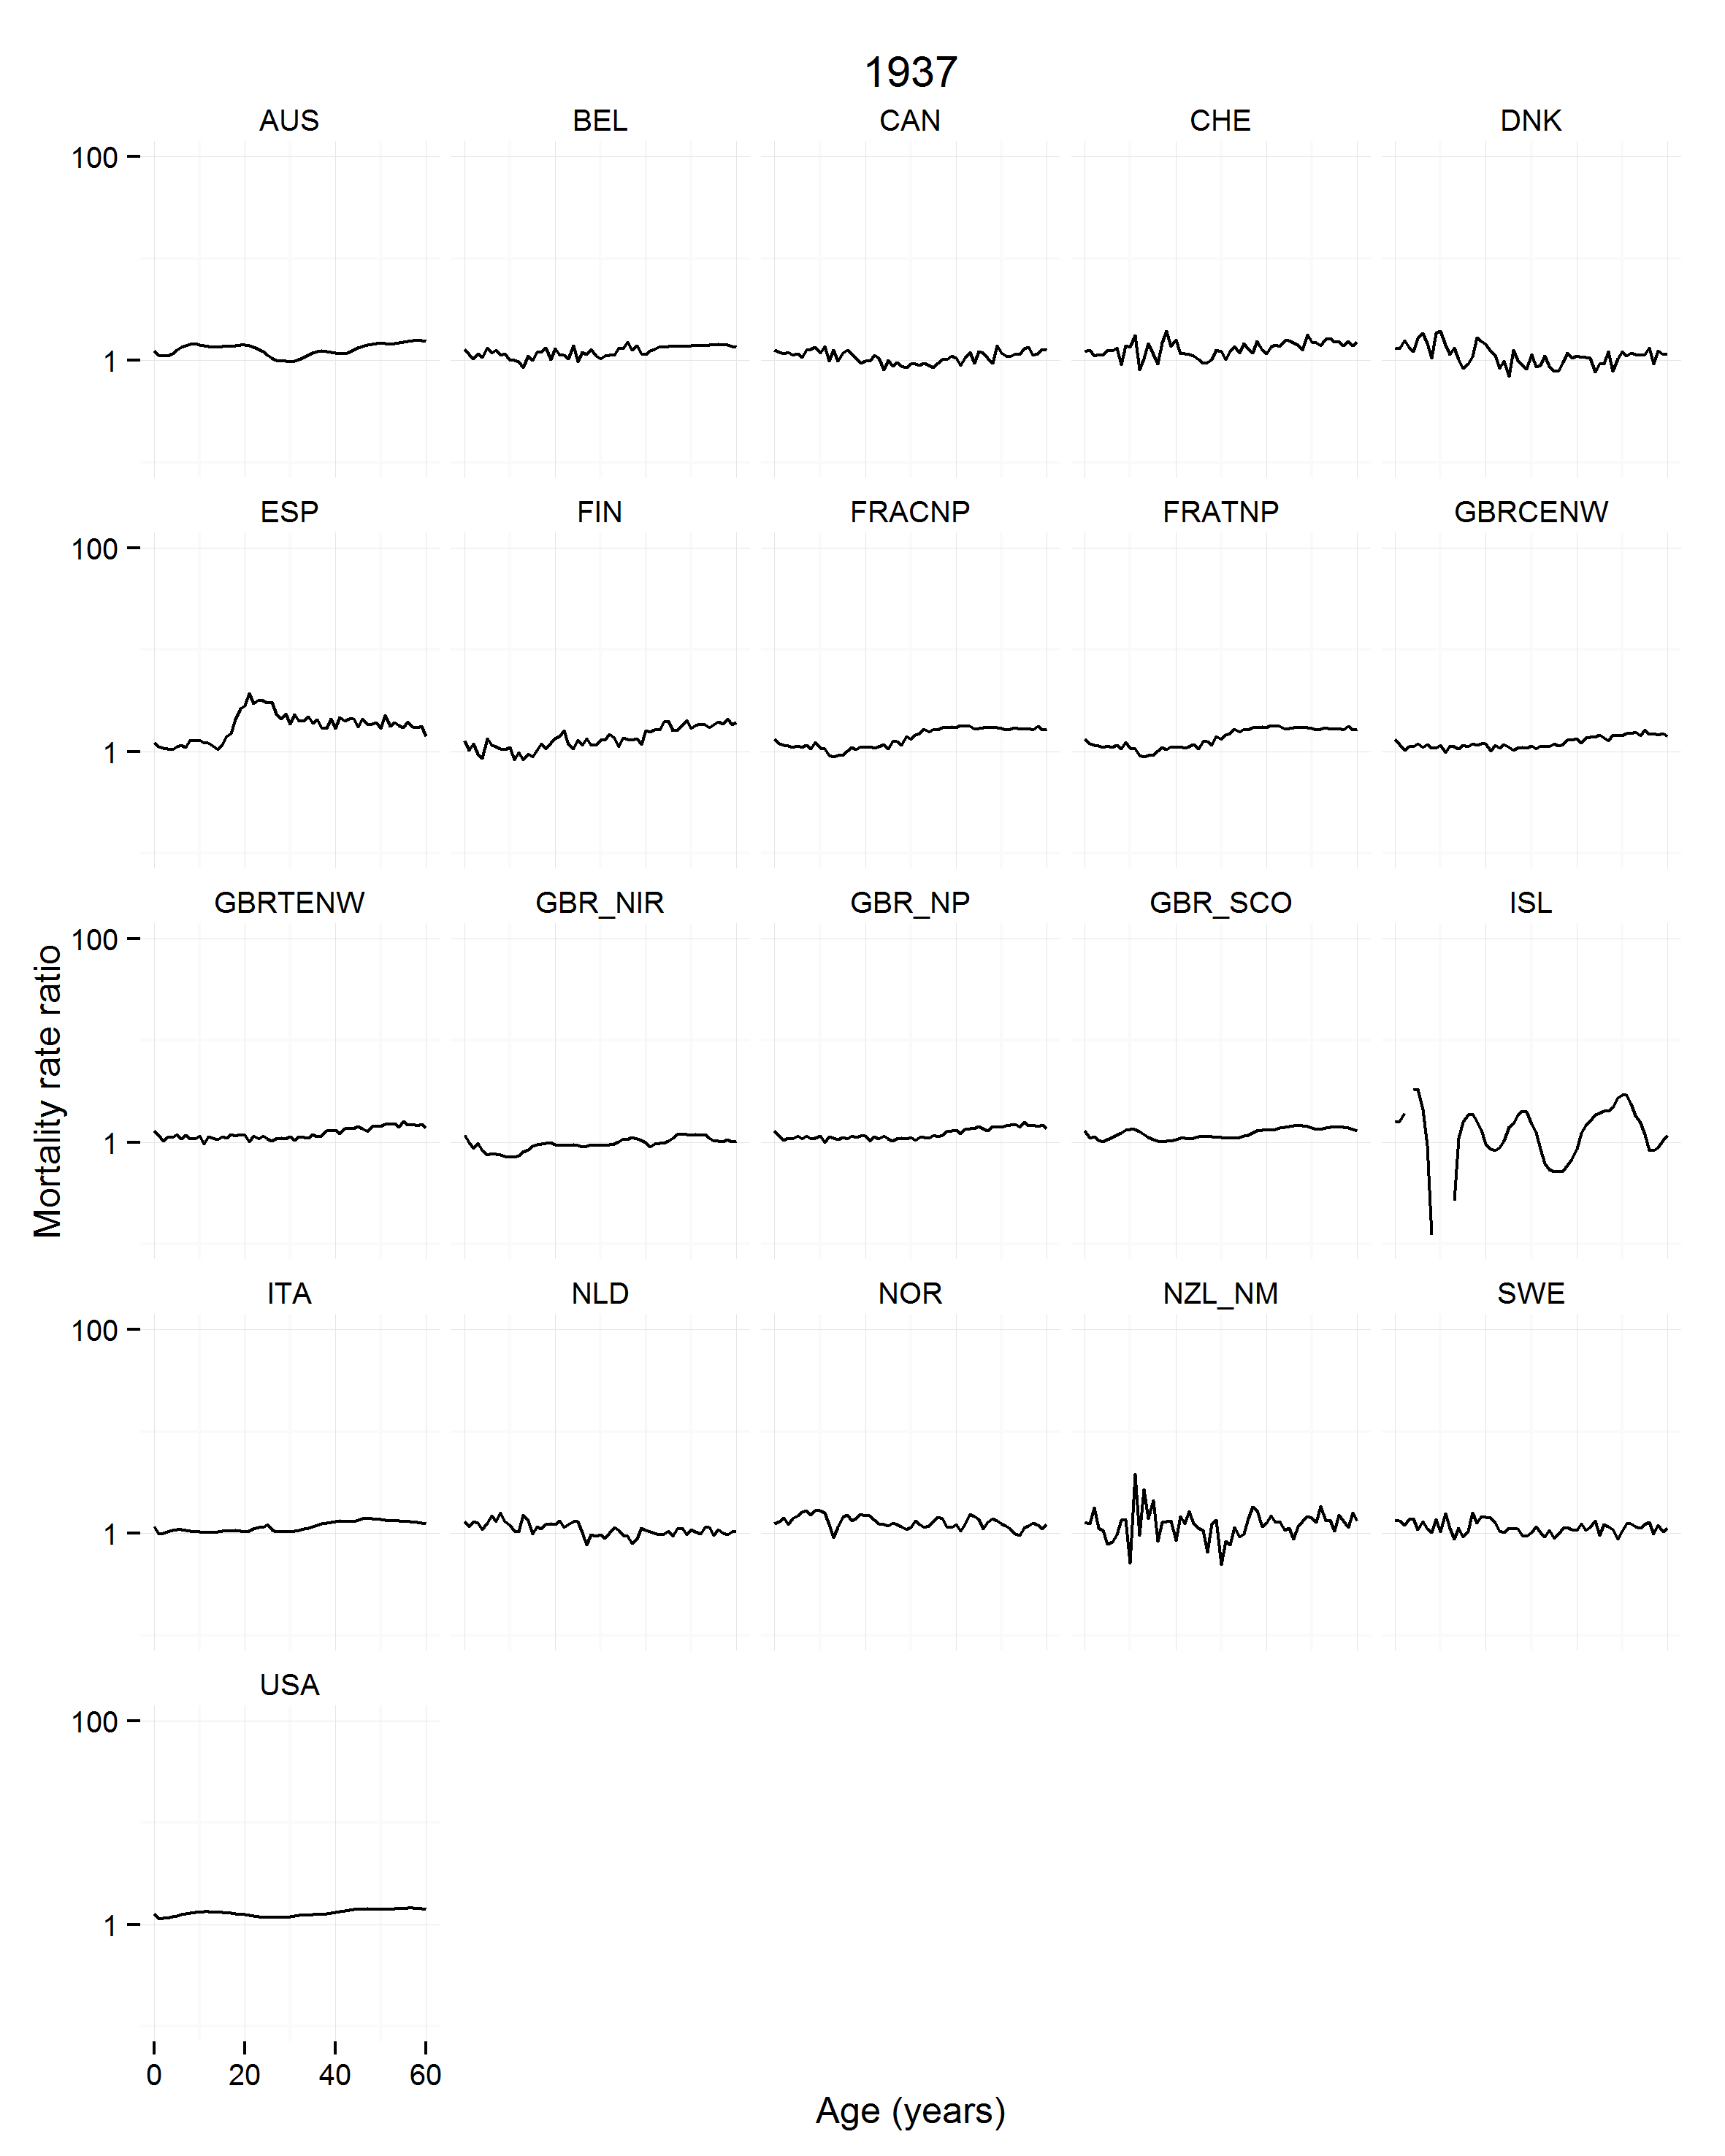 1937
AUS BEL CAN CHE DNK
100
1
ESP FIN FRACNP FRATNP GBRCENW
100
1
GBRTENW GBR_NIR GBR_NP GBR_SCO ISL
100
1
Mortality rate ratio
ITA NLD NOR NZL_NM SWE
100
1
USA
100
1
0 20 40 60
Age (years)